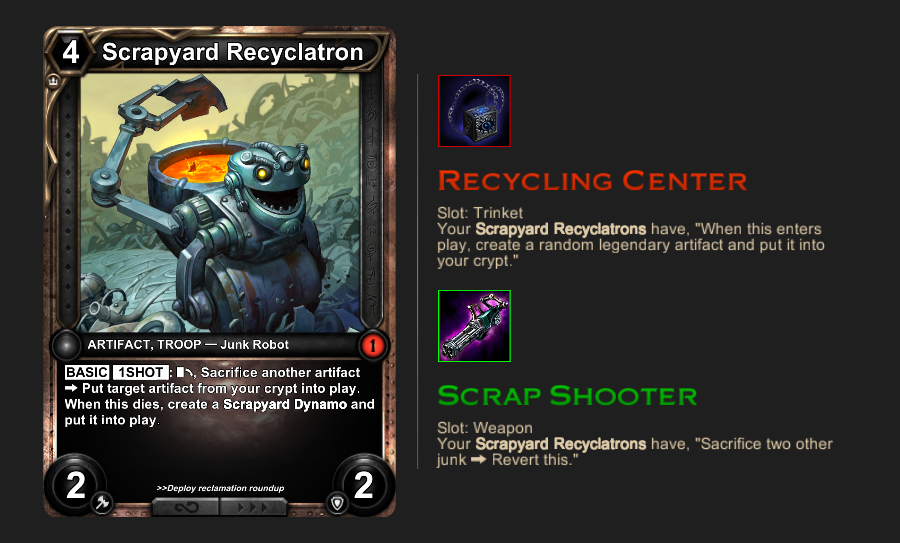 4 Scrapyard Recyclatron
ARTIFACT, TROOP — Junk Robot 1
BASIC 1SHOT: , Sacrifice another artifact
➡ Put target artifact from your crypt into play.
When this dies, create a Scrapyard Dynamo and
put it into play.
>>Deploy reclamation roundup
2 2
RECYCLING CENTER
Slot: Trinket
Your Scrapyard Recyclatrons have, "When this enters
play, create a random legendary artifact and put it into
your crypt."
SCRAP SHOOTER
Slot: Weapon
Your Scrapyard Recyclatrons have, "Sacrifice two other
junk ➡ Revert this."